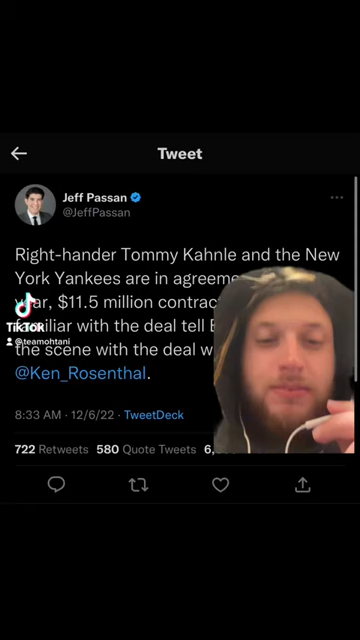 Tweet
Jeff Passan
@JeffPassan
Right-hander Tommy Kahnle and the New
York Yankees are in agreeme
year, $11.5 million contrac
familiar with the deal tell
the scene with the deal w
@Ken_Rosenthal.
TikTok
@teamohtani
8:33 AM · 12/6/22 · TweetDeck
722 Retweets 580 Quote Tweets 6,